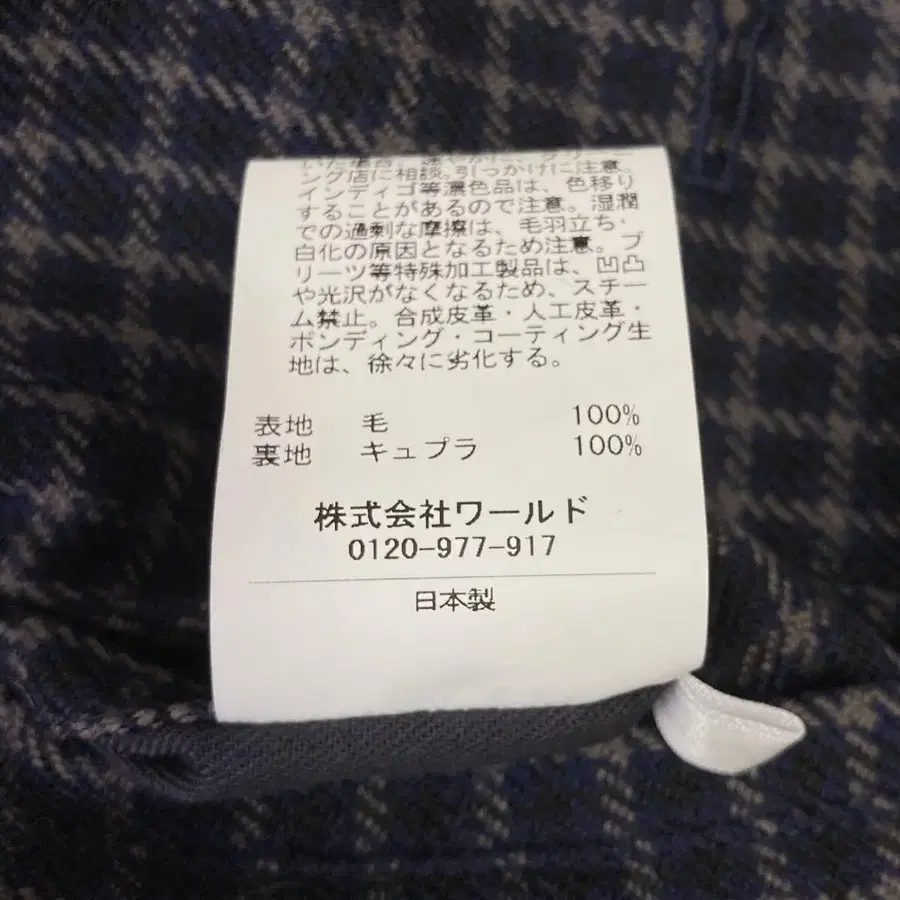 ング店に相談。引っかけに注意。
インディゴ等濃色品は、色移り
することがあるので注意。湿潤
での過剰な摩擦は、毛羽立ち・
白化の原因となるため注意。プ
リーツ等特殊加工製品は、凹凸
や光沢がなくなるため、スチー
ム禁止。合成皮革・人工皮革・
ボンディング・コーティング生
地は、徐々に劣化する。
表地 毛 100%
裏地 キュプラ 100%
株式会社ワールド
0120-977-917
日本製